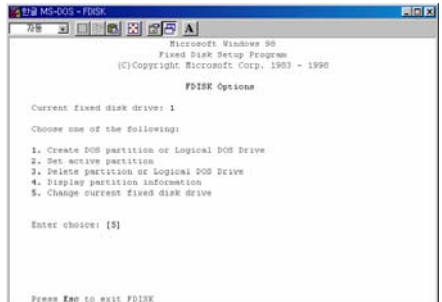 한글 MS-DOS - FDISK
자동
A
Microsoft Windows 98
Fixed Disk Setup Program
(C)Copyright Microsoft Corp. 1983 - 1998
FDISK Options
Current fixed disk drive: 1
Choose one of the following:
1. Create DOS partition or Logical DOS Drive
2. Set active partition
3. Delete partition or Logical DOS Drive
4. Display partition information
5. Change current fixed disk drive
Enter choice: [5]
Press Esc to exit FDISK